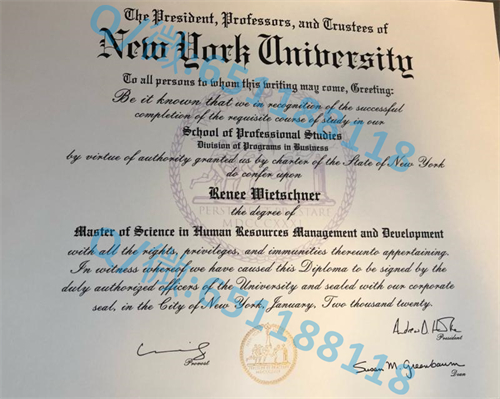 The President, Professors, and Trustees of
New York University
To all persons to whom this writing may come, Greeting:
Be it known that we in recognition of the successful
completion of the requisite course of study in our
School of Professional Studies
Division of Programs in Business
by virtue of authority granted us by charter of the State of New York
do confer upon
Renee Wietschner
the degree of
Master of Science in Human Resources Management and Development
with all the rights, privileges, and immunities thereunto appertaining.
In witness whereof we have caused this Diploma to be signed by the
duly authorized officers of the University and sealed with our corporate
seal, in the City of New York, January, Two thousand twenty.
President
Provost
Susan M. Greenbaum
Dean
Q/微:651188118
Q/微:651188118